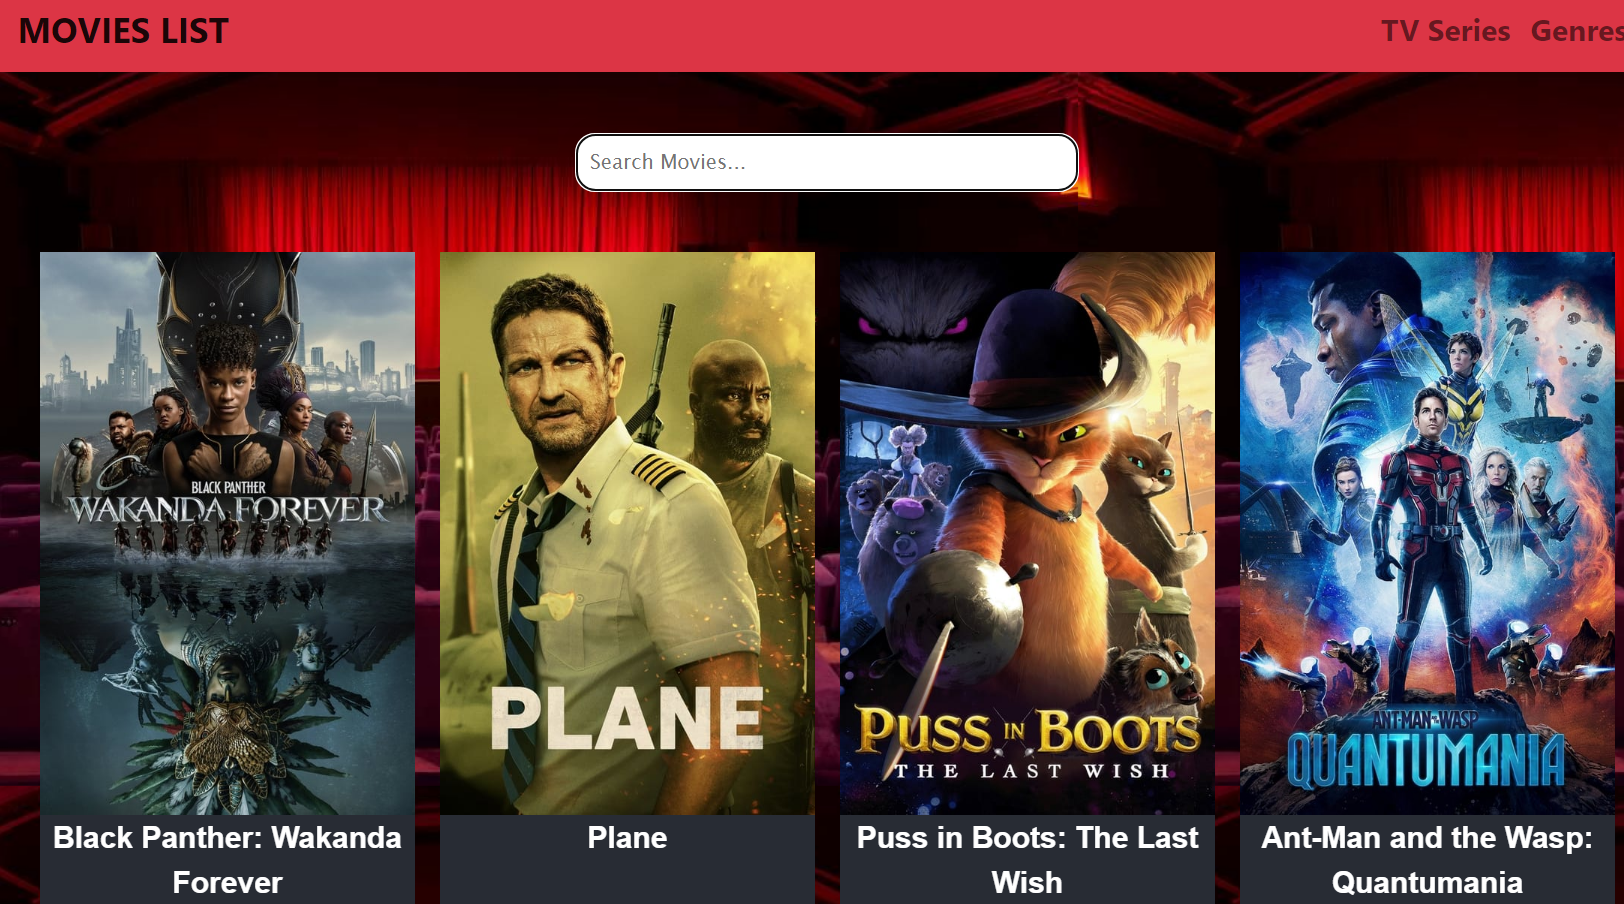 MOVIES LIST
TV Series Genres
Search Movies...
BLACK PANTHER
WAKANDA FOREVER
PLANE
PUSS IN BOOTS
THE LAST WISH
ANT-MAN AND THE WASP
QUANTUMANIA
Black Panther: Wakanda
Forever
Plane
Puss in Boots: The Last
Wish
Ant-Man and the Wasp:
Quantumania